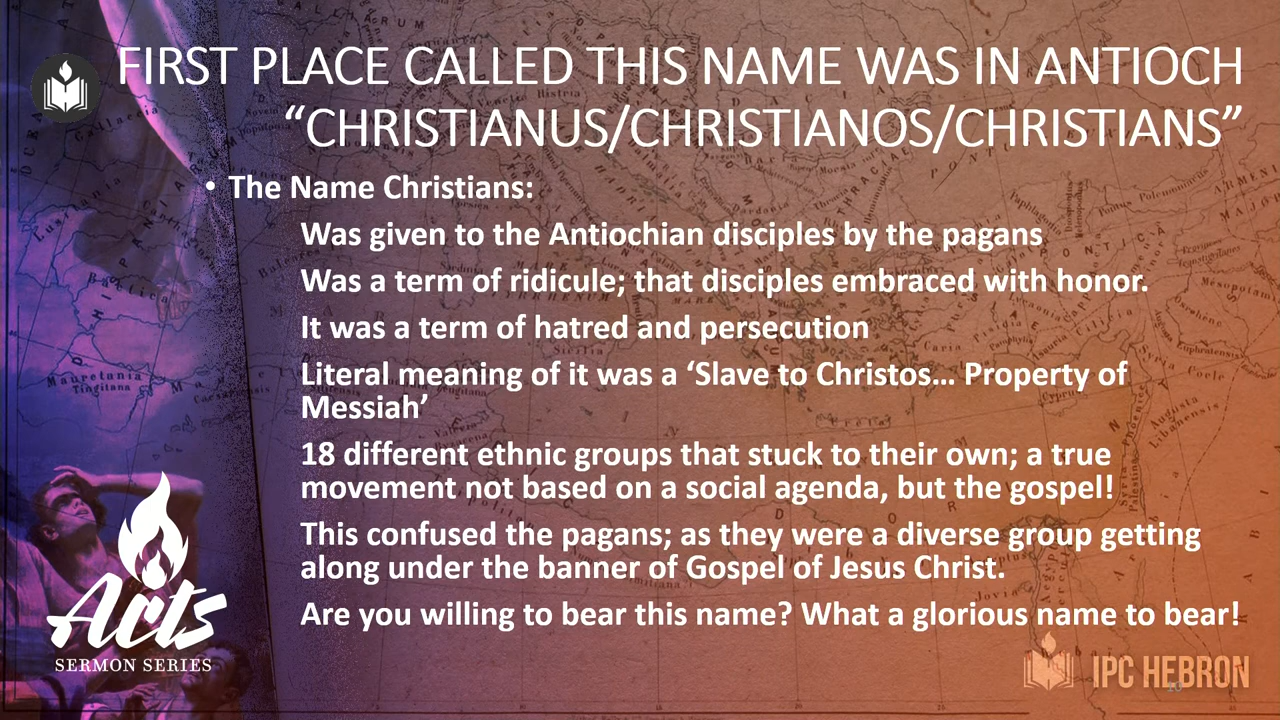 FIRST PLACE CALLED THIS NAME WAS IN ANTIOCH
“CHRISTIANUS/CHRISTIANOS/CHRISTIANS”
• The Name Christians:
Was given to the Antiochian disciples by the pagans
Was a term of ridicule; that disciples embraced with honor.
It was a term of hatred and persecution
Literal meaning of it was a ‘Slave to Christos… Property of
Messiah’
18 different ethnic groups that stuck to their own; a true
movement not based on a social agenda, but the gospel!
This confused the pagans; as they were a diverse group getting
along under the banner of Gospel of Jesus Christ.
Are you willing to bear this name? What a glorious name to bear!
Acts
SERMON SERIES
IPC HEBRON